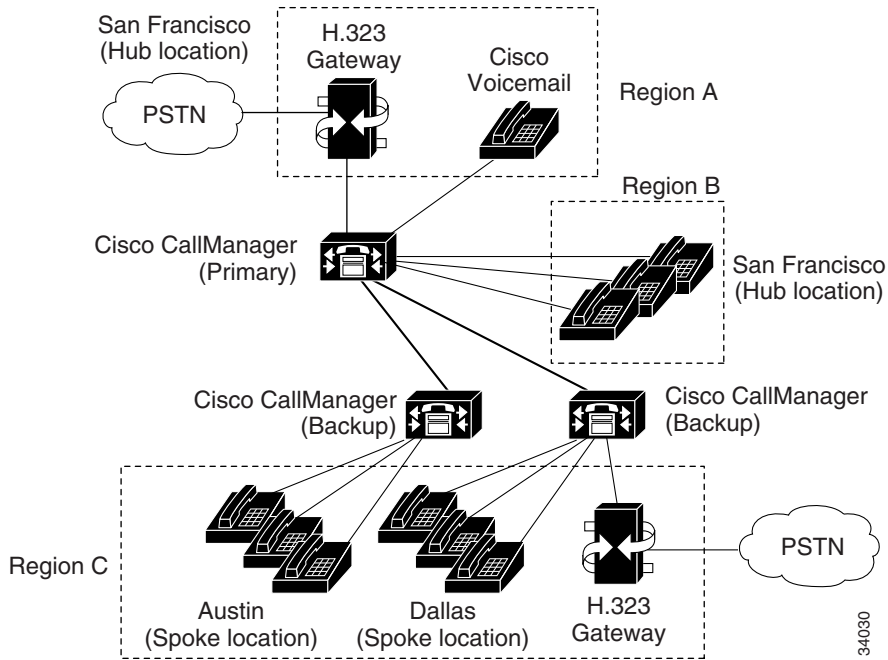 San Francisco
(Hub location)
H.323
Gateway
Cisco
Voicemail
Region A
PSTN
Region B
Cisco CallManager
(Primary)
San Francisco
(Hub location)
Cisco CallManager
(Backup)
Cisco CallManager
(Backup)
Region C
Austin
(Spoke location)
Dallas
(Spoke location)
H.323
Gateway
PSTN
34030